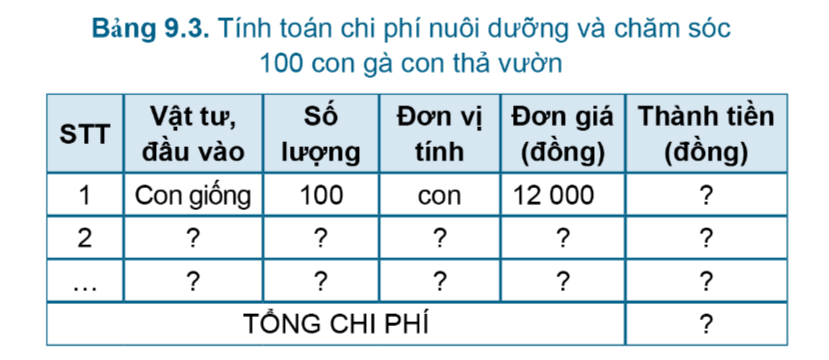 Bảng 9.3. Tính toán chi phí nuôi dưỡng và chăm sóc
100 con gà con thả vườn
STT | Vật tư, đầu vào | Số lượng | Đơn vị tính | Đơn giá (đồng) | Thành tiền (đồng)
1 | Con giống | 100 | con | 12 000 | ?
2 | ? | ? | ? | ? | ?
... | ? | ? | ? | ? | ?
TỔNG CHI PHÍ | ?